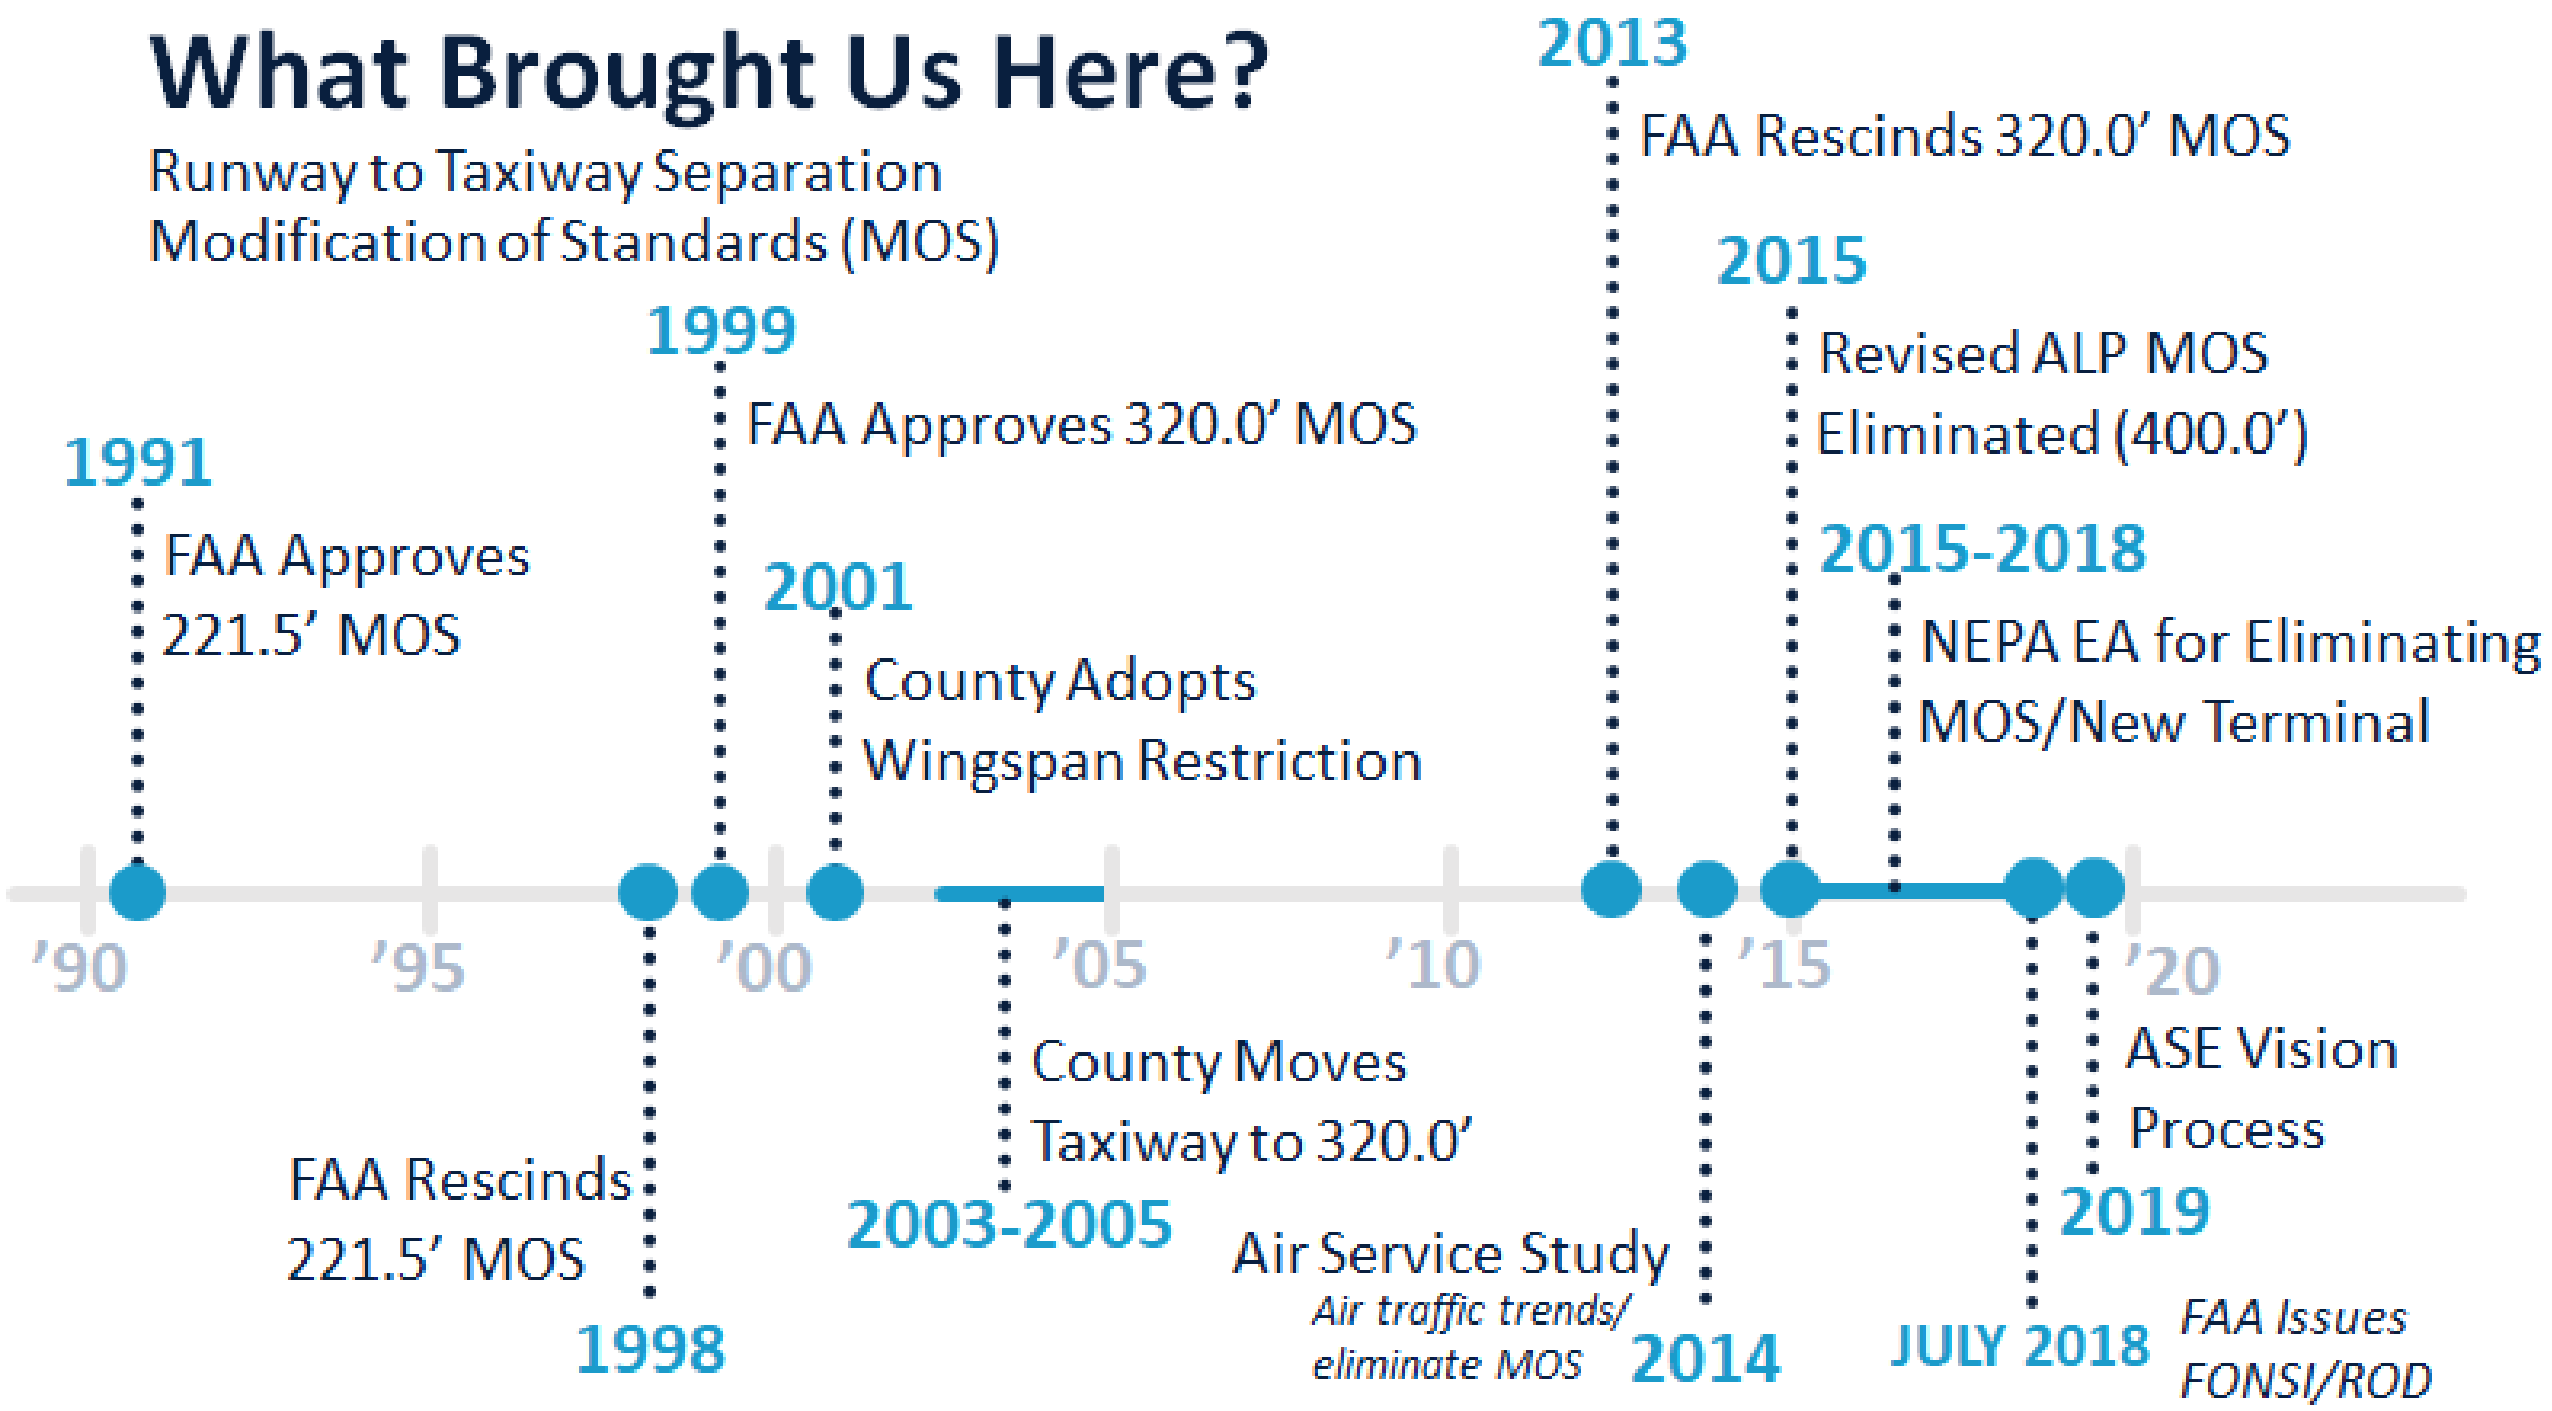 What Brought Us Here?
Runway to Taxiway Separation
Modification of Standards (MOS)
1991
FAA Approves
221.5’ MOS
1999
FAA Approves 320.0’ MOS
2001
County Adopts
Wingspan Restriction
2013
FAA Rescinds 320.0’ MOS
2015
Revised ALP MOS
Eliminated (400.0’)
2015-2018
NEPA EA for Eliminating
MOS/New Terminal
’90
’95
’00
’05
’10
’15
’20
FAA Rescinds
221.5’ MOS
1998
County Moves
Taxiway to 320.0’
2003-2005
Air Service Study
Air traffic trends/
eliminate MOS
2014
JULY 2018
FAA Issues
FONSI/ROD
ASE Vision
Process
2019